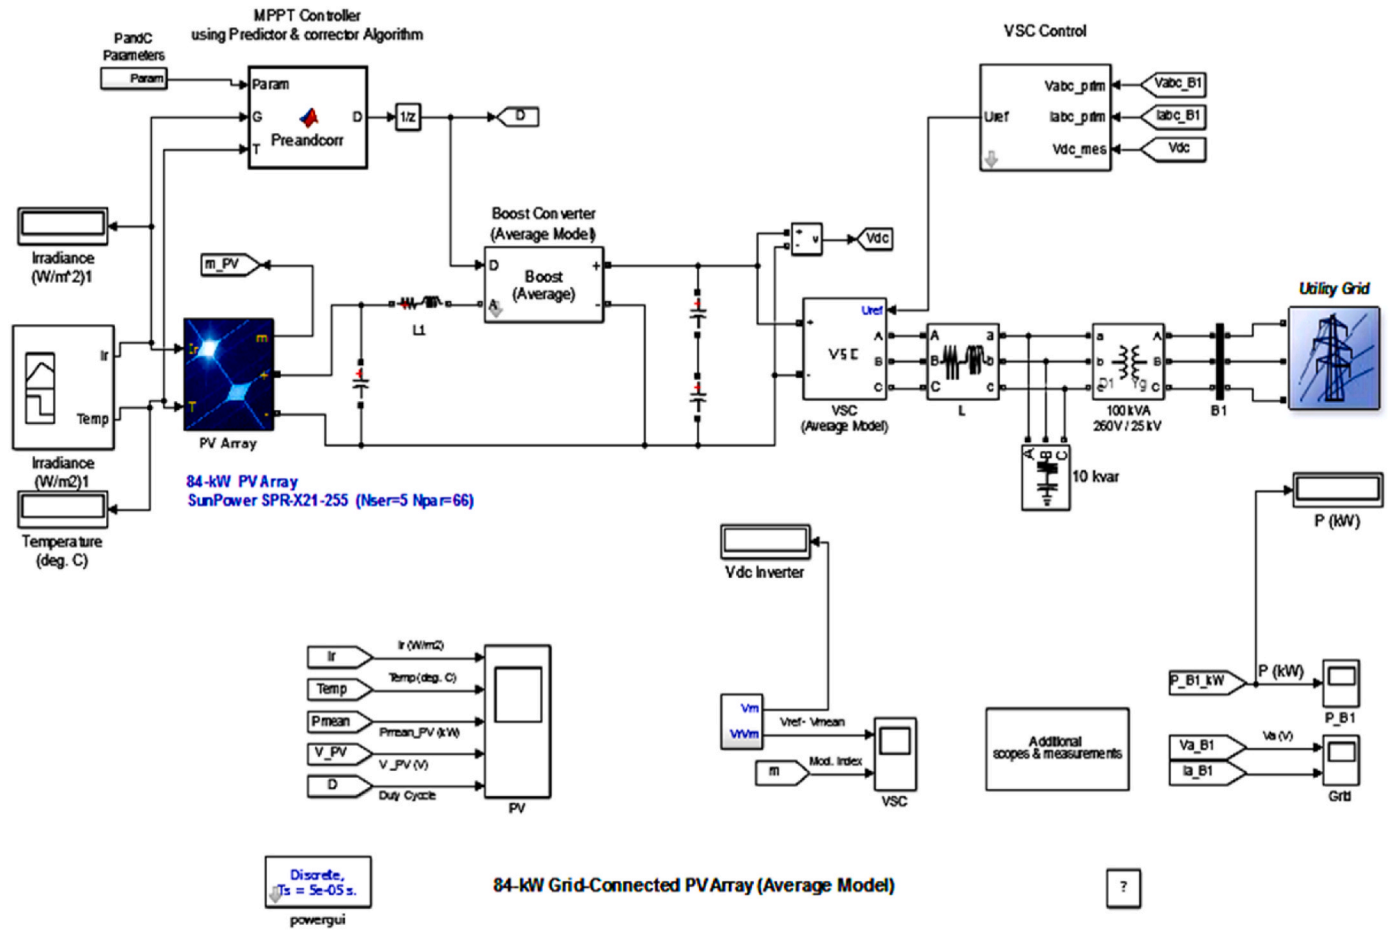 MPPT Controller
using Predictor & corrector Algorithm
PandC
Parameters
Param
Param
G
T
D
Preandcorr
1/z
D
VSC Control
Uref
Vabc_prim
Iabc_prim
Vdc_mes
Vabc_B1
Iabc_B1
Vdc
Irradiance
(W/m^2)1
m_PV
Boost Converter
(Average Model)
D
A
Boost
(Average)
+
-
L1
+
-
v
Vdc
Ir
Temp
Irradiance
(W/m2)1
Ir
T
m
+
-
PV Array
84-kW PV Array
SunPower SPR-X21-255 (Nser=5 Npar=66)
Temperature
(deg. C)
Uref
+
-
VSC
A
B
C
VSC
(Average Model)
A
B
C
a
b
c
L
a
b
c
D1
Yg
A
B
C
100 kVA
260V / 25 kV
B1
Utility Grid
A
B
C
10 kvar
P (kW)
Vdc Inverter
Ir
Ir (W/m2)
Temp
Temp(deg. C)
Pmean
Pmean_PV (kW)
V_PV
V_PV (V)
D
Duty Cyccle
PV
Vm
VrVm
Vref- Vmean
m
Mod. Index
VSC
Additional
scopes & measurements
P_B1_kW
P (kW)
P_B1
Va_B1
Va (V)
Ia_B1
Grid
Discrete,
Ts = 5e-05 s.
powergui
84-kW Grid-Connected PV Array (Average Model)
?